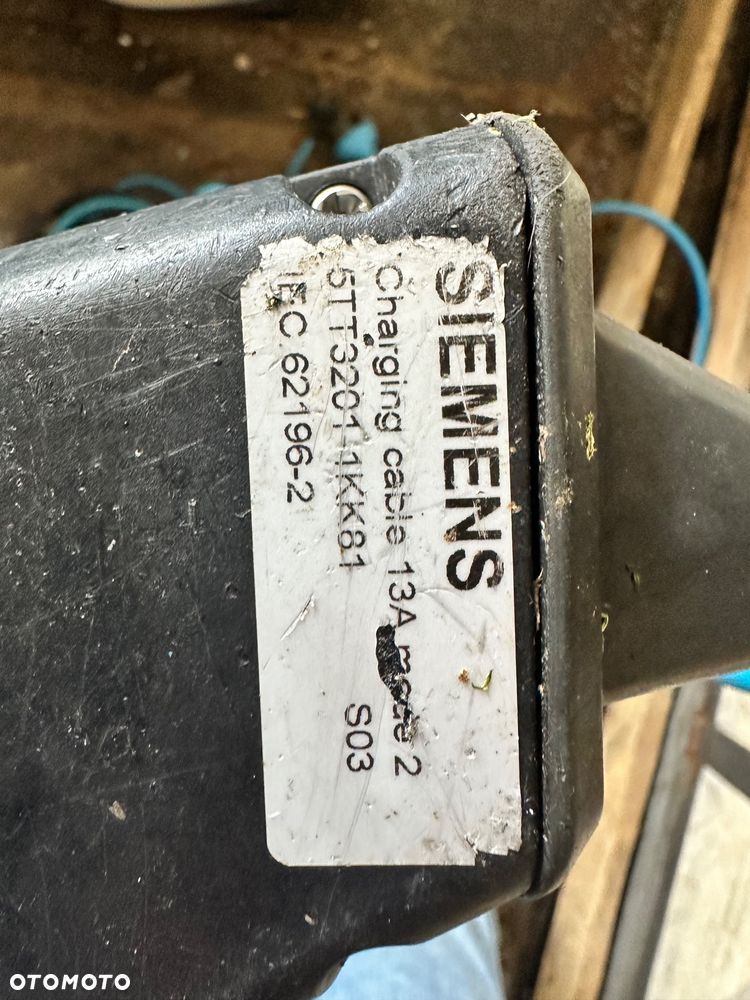 SIEMENS
Charging cable 13A mode 2
5TT3201-1KK81 S03
IEC 62196-2
OTOMOTO